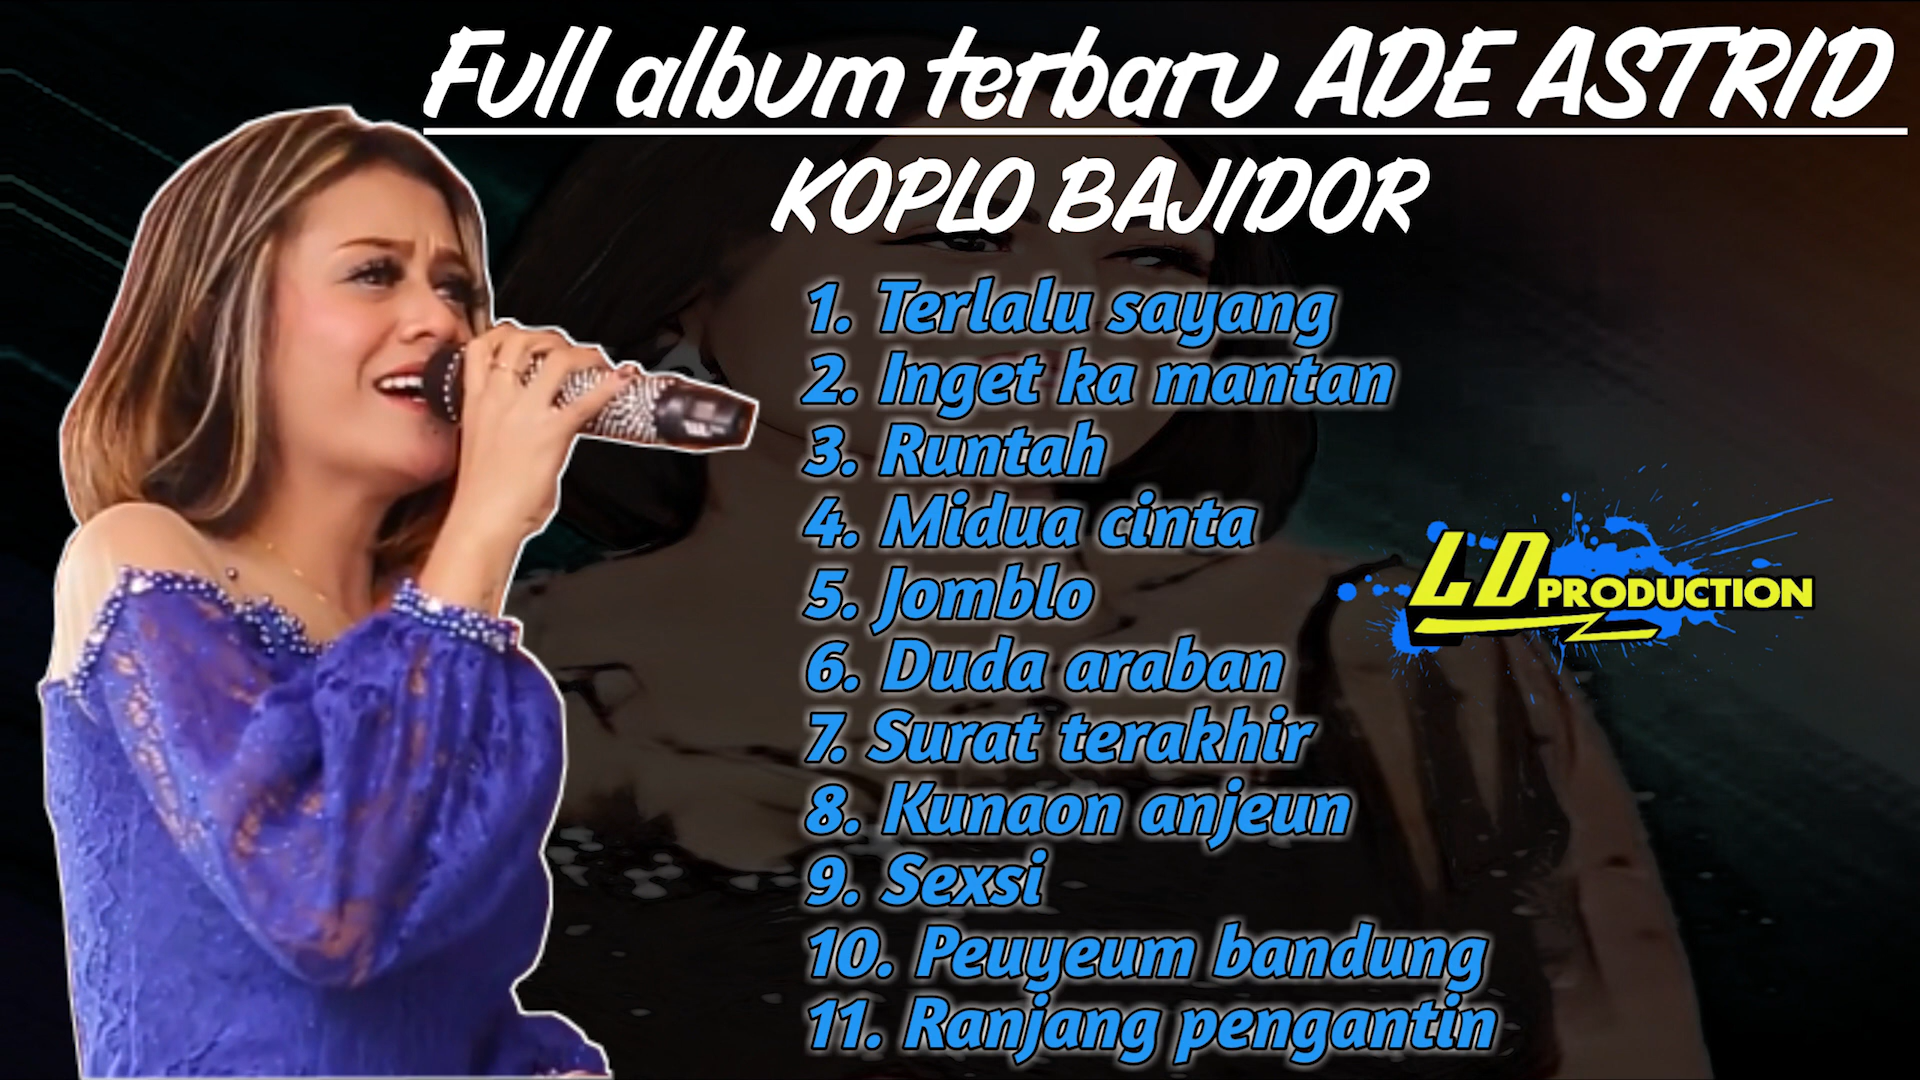 Full album terbaru ADE ASTRID
KOPLO BAJIDOR
1. Terlalu sayang
2. Inget ka mantan
3. Runtah
4. Midua cinta
5. Jomblo
6. Duda araban
7. Surat terakhir
8. Kunaon anjeun
9. Sexsi
10. Peuyeum bandung
11. Ranjang pengantin
LD PRODUCTION